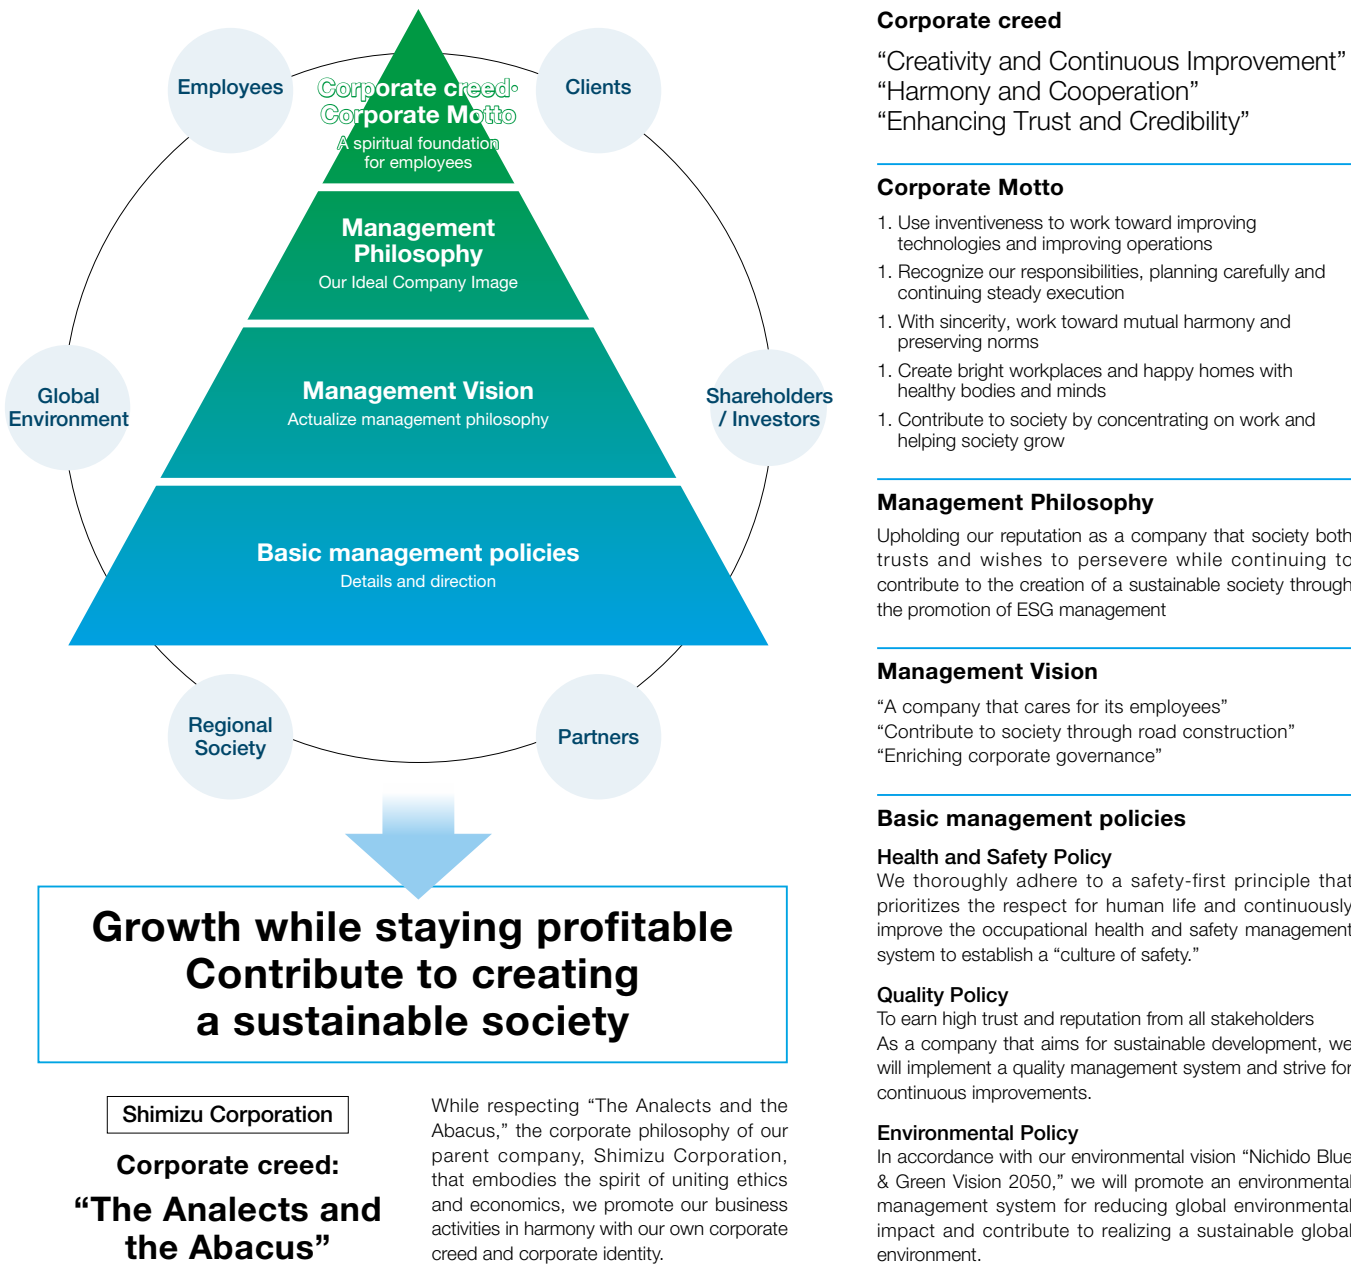 Employees
Clients
Corporate creed·
Corporate Motto
A spiritual foundation
for employees
Management
Philosophy
Our Ideal Company Image
Global
Environment
Management Vision
Actualize management philosophy
Shareholders
/ Investors
Basic management policies
Details and direction
Regional
Society
Partners
Growth while staying profitable
Contribute to creating
a sustainable society
Shimizu Corporation
Corporate creed:
“The Analects and
the Abacus”
While respecting “The Analects and the
Abacus,” the corporate philosophy of our
parent company, Shimizu Corporation,
that embodies the spirit of uniting ethics
and economics, we promote our business
activities in harmony with our own corporate
creed and corporate identity.
Corporate creed
“Creativity and Continuous Improvement”
“Harmony and Cooperation”
“Enhancing Trust and Credibility”
Corporate Motto
1. Use inventiveness to work toward improving
technologies and improving operations
1. Recognize our responsibilities, planning carefully and
continuing steady execution
1. With sincerity, work toward mutual harmony and
preserving norms
1. Create bright workplaces and happy homes with
healthy bodies and minds
1. Contribute to society by concentrating on work and
helping society grow
Management Philosophy
Upholding our reputation as a company that society both
trusts and wishes to persevere while continuing to
contribute to the creation of a sustainable society through
the promotion of ESG management
Management Vision
“A company that cares for its employees”
“Contribute to society through road construction”
“Enriching corporate governance”
Basic management policies
Health and Safety Policy
We thoroughly adhere to a safety-first principle that
prioritizes the respect for human life and continuously
improve the occupational health and safety management
system to establish a “culture of safety.”
Quality Policy
To earn high trust and reputation from all stakeholders
As a company that aims for sustainable development, we
will implement a quality management system and strive for
continuous improvements.
Environmental Policy
In accordance with our environmental vision “Nichido Blue
& Green Vision 2050,” we will promote an environmental
management system for reducing global environmental
impact and contribute to realizing a sustainable global
environment.